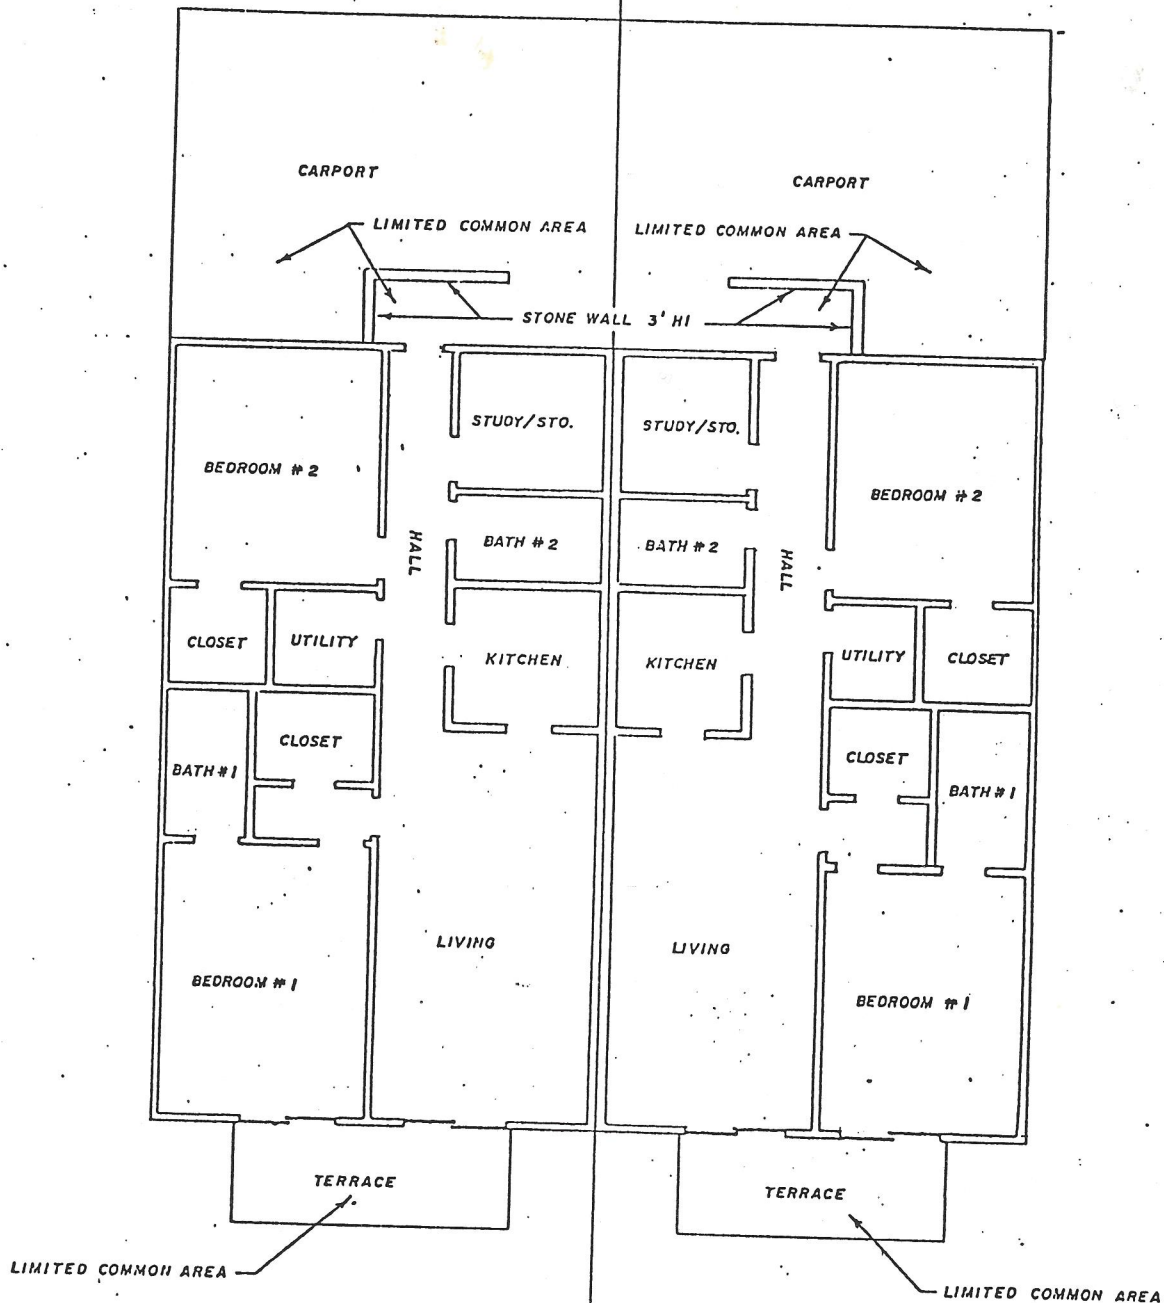 CARPORT
CARPORT
LIMITED COMMON AREA
LIMITED COMMON AREA
STONE WALL 3' HI
STUDY/STO.
STUDY/STO.
BEDROOM #2
BEDROOM #2
HALL
BATH #2
BATH #2
HALL
CLOSET
UTILITY
KITCHEN
KITCHEN
UTILITY
CLOSET
CLOSET
CLOSET
BATH #1
BATH #1
LIVING
LIVING
BEDROOM #1
BEDROOM #1
TERRACE
TERRACE
LIMITED COMMON AREA
LIMITED COMMON AREA